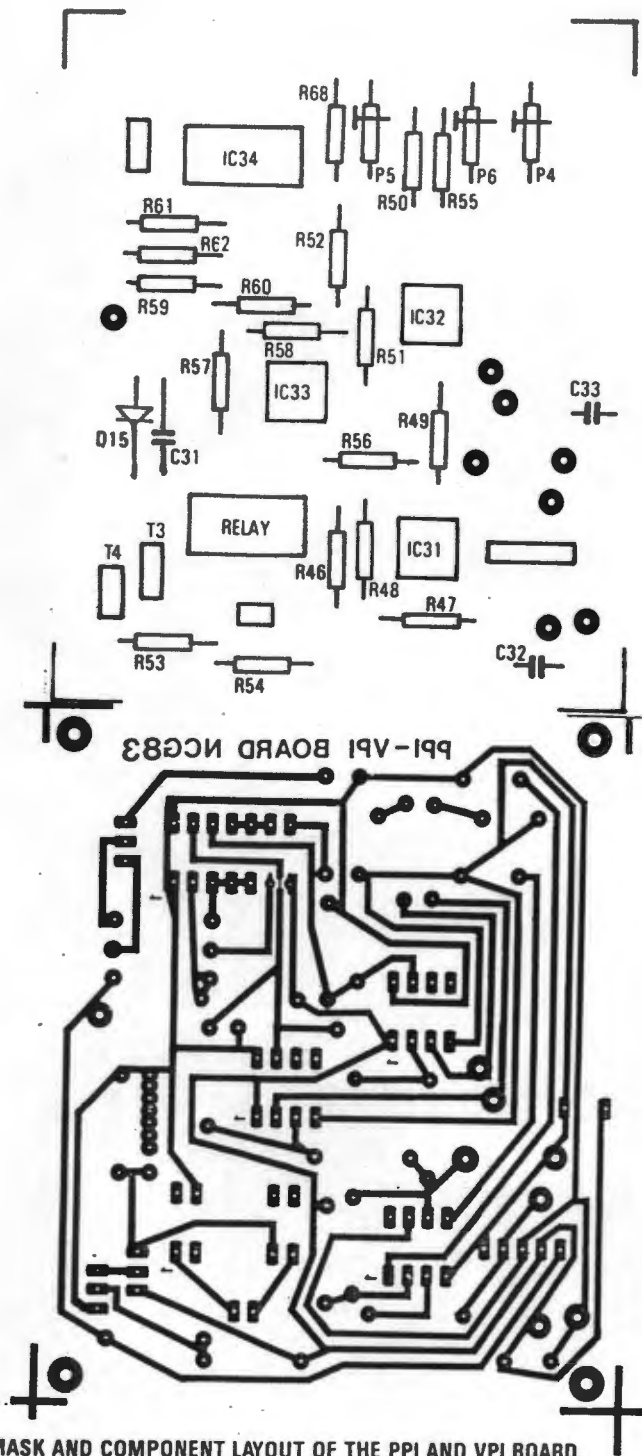 R68
IC34
P5
R50
R55
P6
P4
R61
R62
R52
R59
R60
IC32
R58
R51
R57
IC33
C33
R49
D15
C31
R56
RELAY
T3
T4
IC31
R46
R48
R47
R53
R54
C32
PPI-VPI BOARD NCG83
MASK AND COMPONENT LAYOUT OF THE PPI AND VPI BOARD